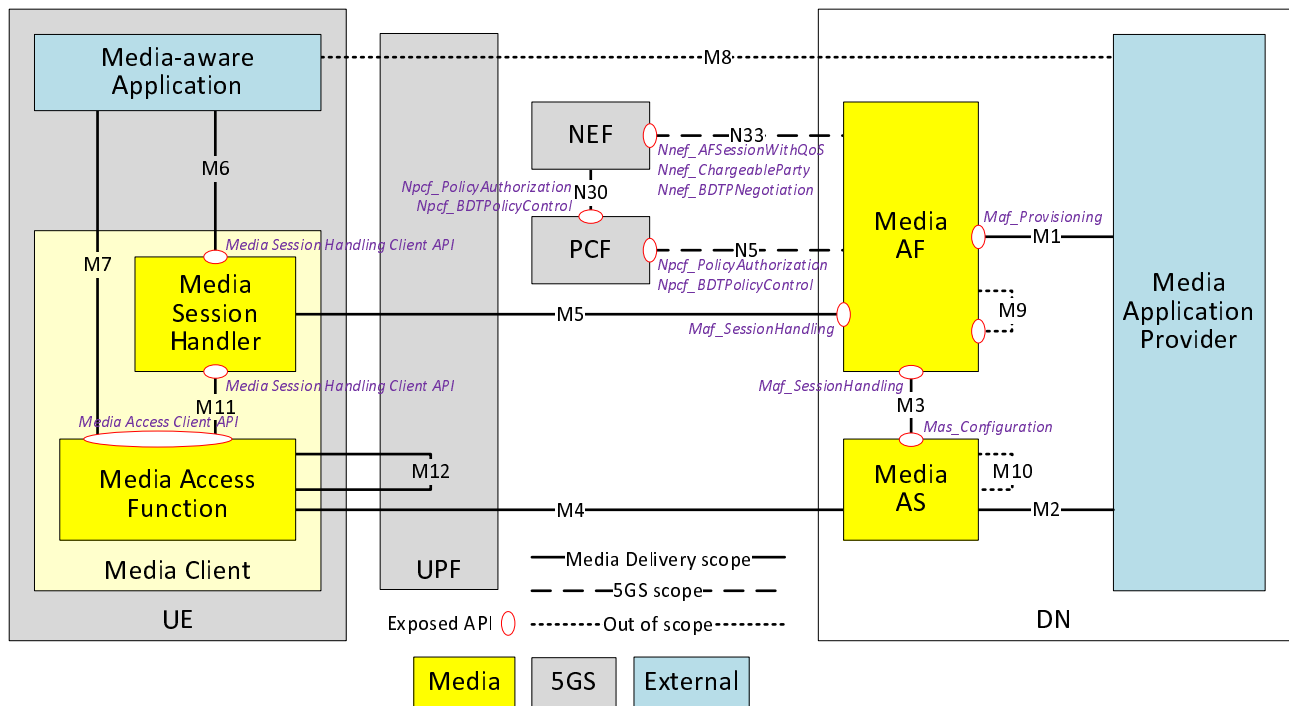 Media-aware
Application
M8
M6
M7
NEF
N33
Nnef_AFSessionWithQoS
Nnef_ChargeableParty
Nnef_BDTPNegotiation
Npcf_PolicyAuthorization
Npcf_BDTPolicyControl
N30
PCF
N5
Npcf_PolicyAuthorization
Npcf_BDTPolicyControl
Media
AF
Maf_Provisioning
M1
M9
Media
Application
Provider
Media Session Handling Client API
Media
Session
Handler
M5
Maf_SessionHandling
Media Session Handling Client API
M11
Media Access Client API
Maf_SessionHandling
M3
Mas_Configuration
Media Access
Function
M12
M4
Media
AS
M10
M2
Media Client
UE
UPF
Media Delivery scope
5GS scope
Exposed API
Out of scope
DN
Media
5GS
External